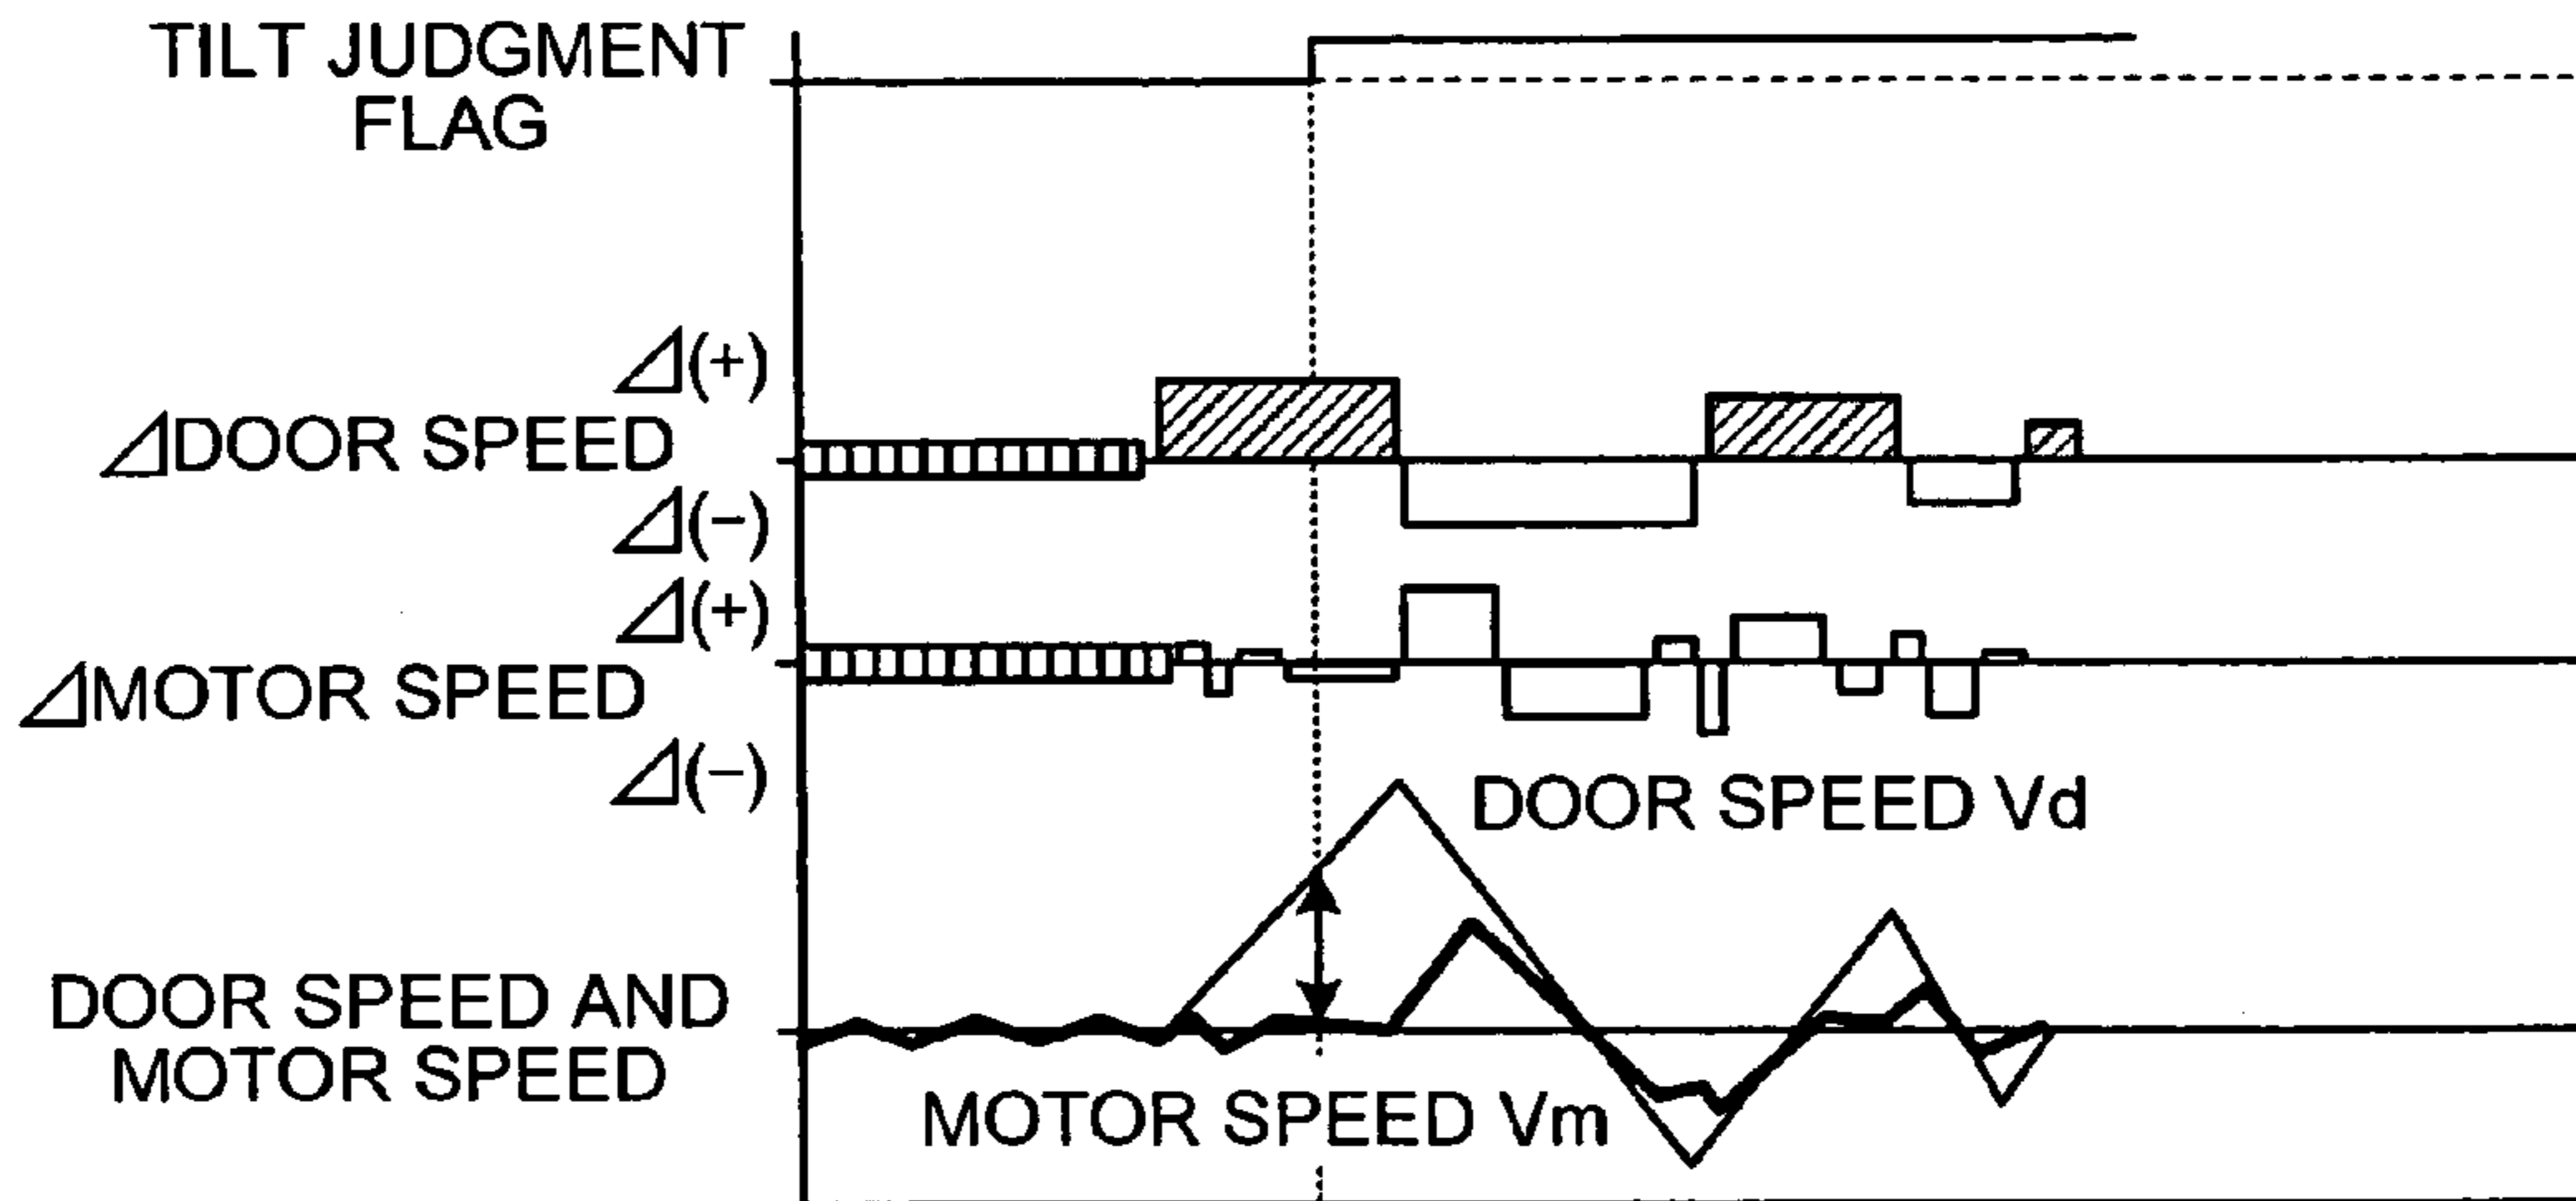 TILT JUDGMENT
FLAG
⊿(+)
⊿DOOR SPEED
⊿(−)
⊿(+)
⊿MOTOR SPEED
⊿(−)
DOOR SPEED Vd
DOOR SPEED AND
MOTOR SPEED
MOTOR SPEED Vm